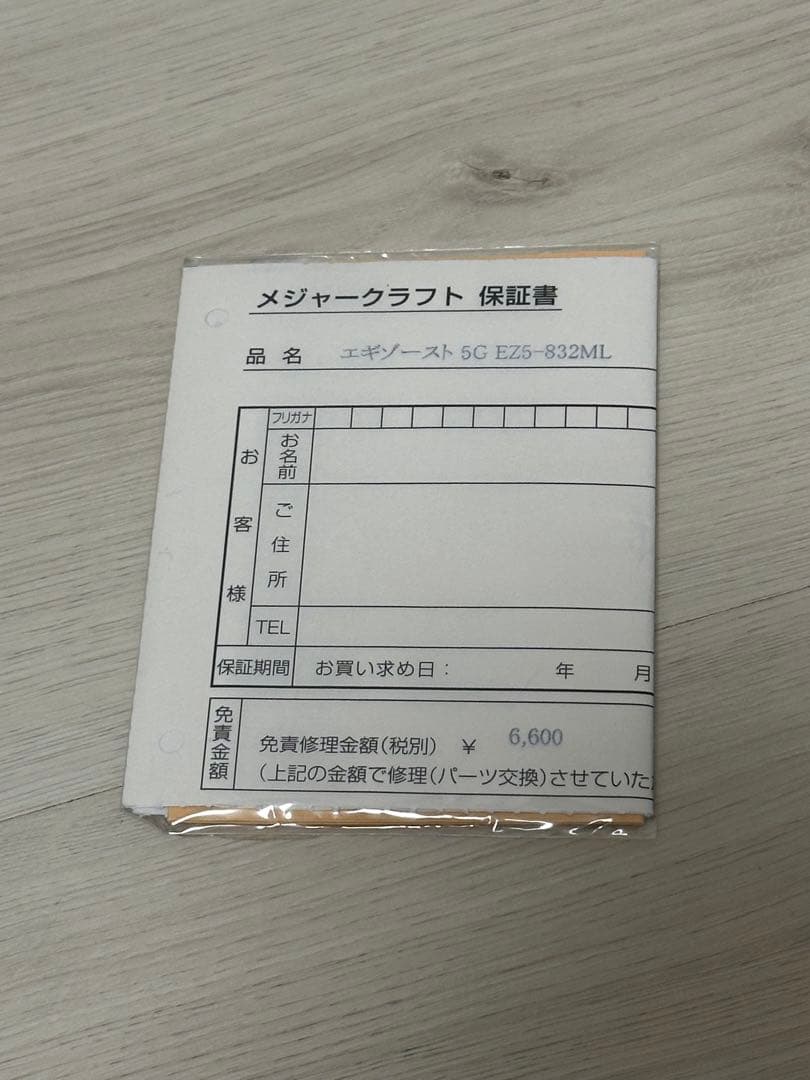 メジャークラフト 保証書
品名 エギゾースト 5G EZ5-832ML
お客様
フリガナ
お名前
ご住所
TEL
保証期間 お買い求め日： 年 月
免責金額
免責修理金額（税別） ¥ 6,600
（上記の金額で修理（パーツ交換）させていた